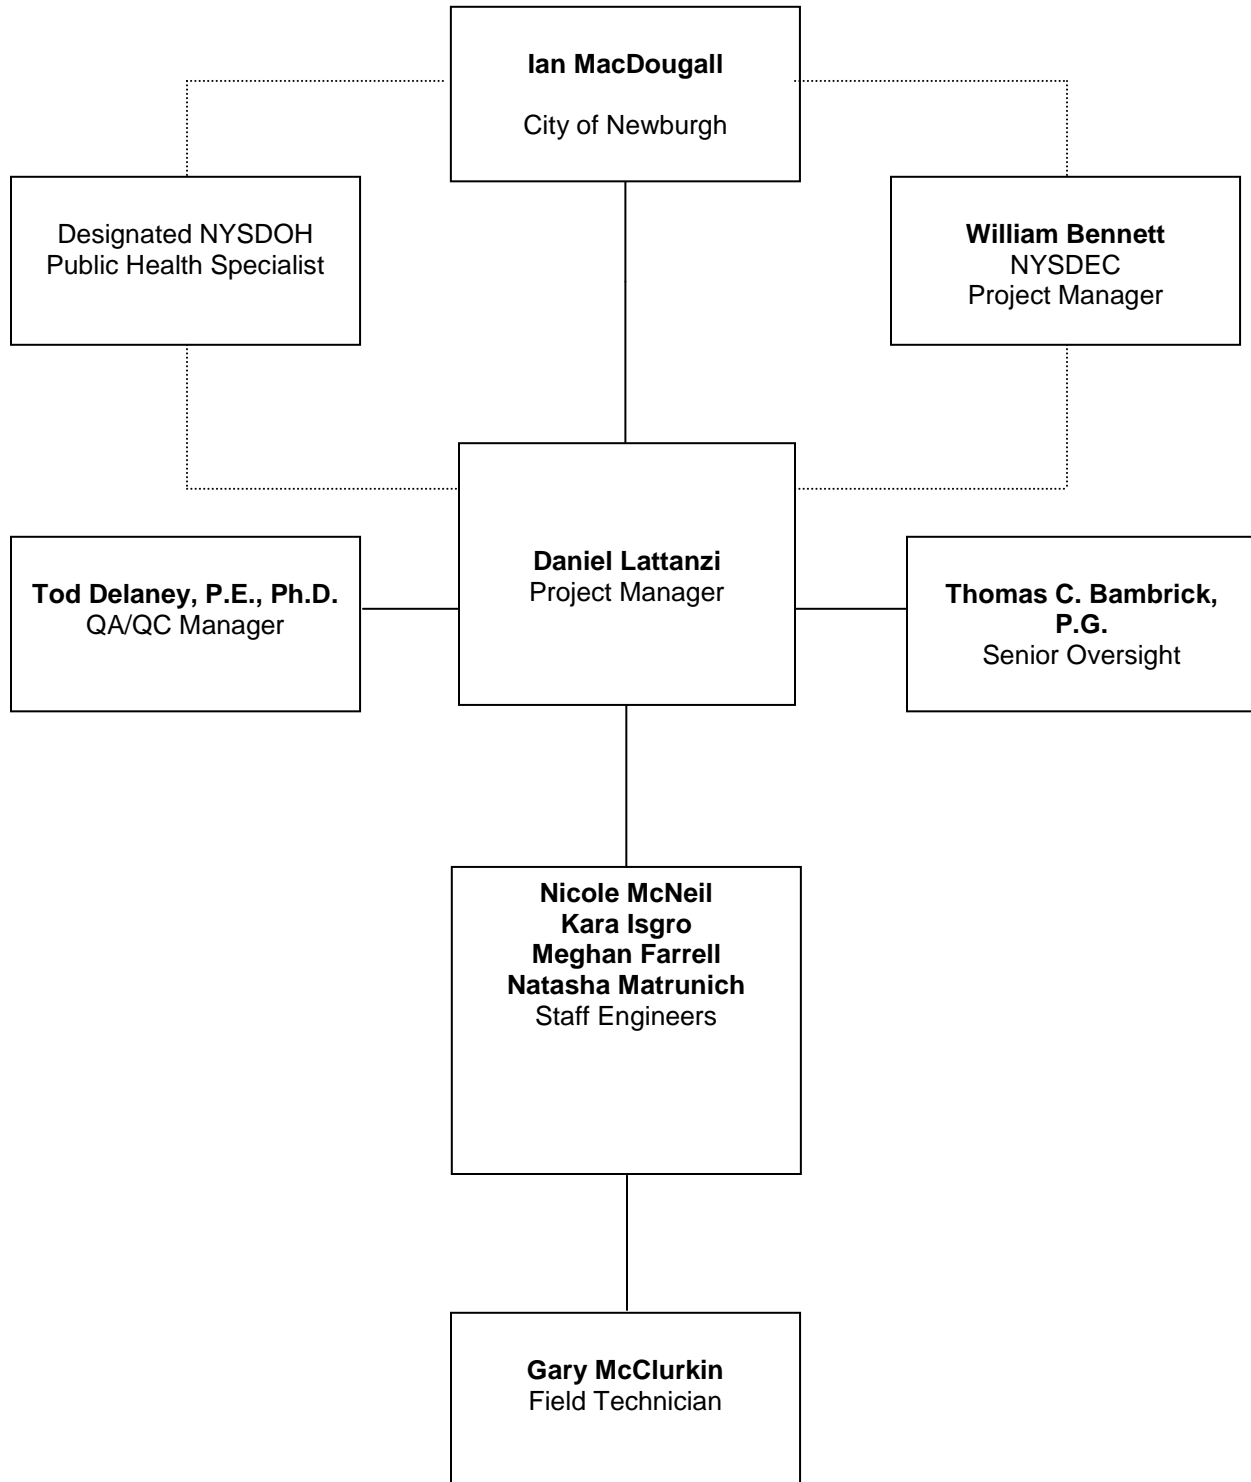 Ian MacDougall
City of Newburgh
Designated NYSDOH
Public Health Specialist
William Bennett
NYSDEC
Project Manager
Daniel Lattanzi
Project Manager
Tod Delaney, P.E., Ph.D.
QA/QC Manager
Thomas C. Bambrick,
P.G.
Senior Oversight
Nicole McNeil
Kara Isgro
Meghan Farrell
Natasha Matrunich
Staff Engineers
Gary McClurkin
Field Technician